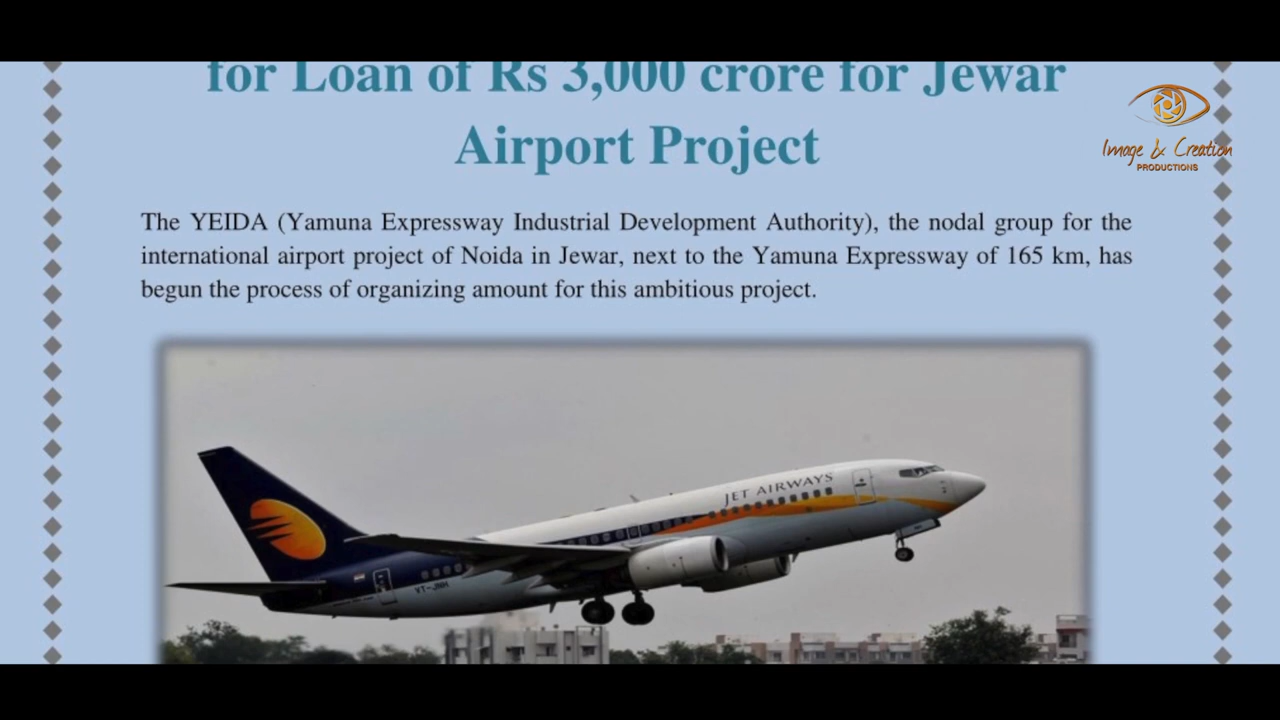 for Loan of Rs 3,000 crore for Jewar
Airport Project
Image & Creation
PRODUCTIONS
The YEIDA (Yamuna Expressway Industrial Development Authority), the nodal group for the
international airport project of Noida in Jewar, next to the Yamuna Expressway of 165 km, has
begun the process of organizing amount for this ambitious project.
JET AIRWAYS
VT-JNH